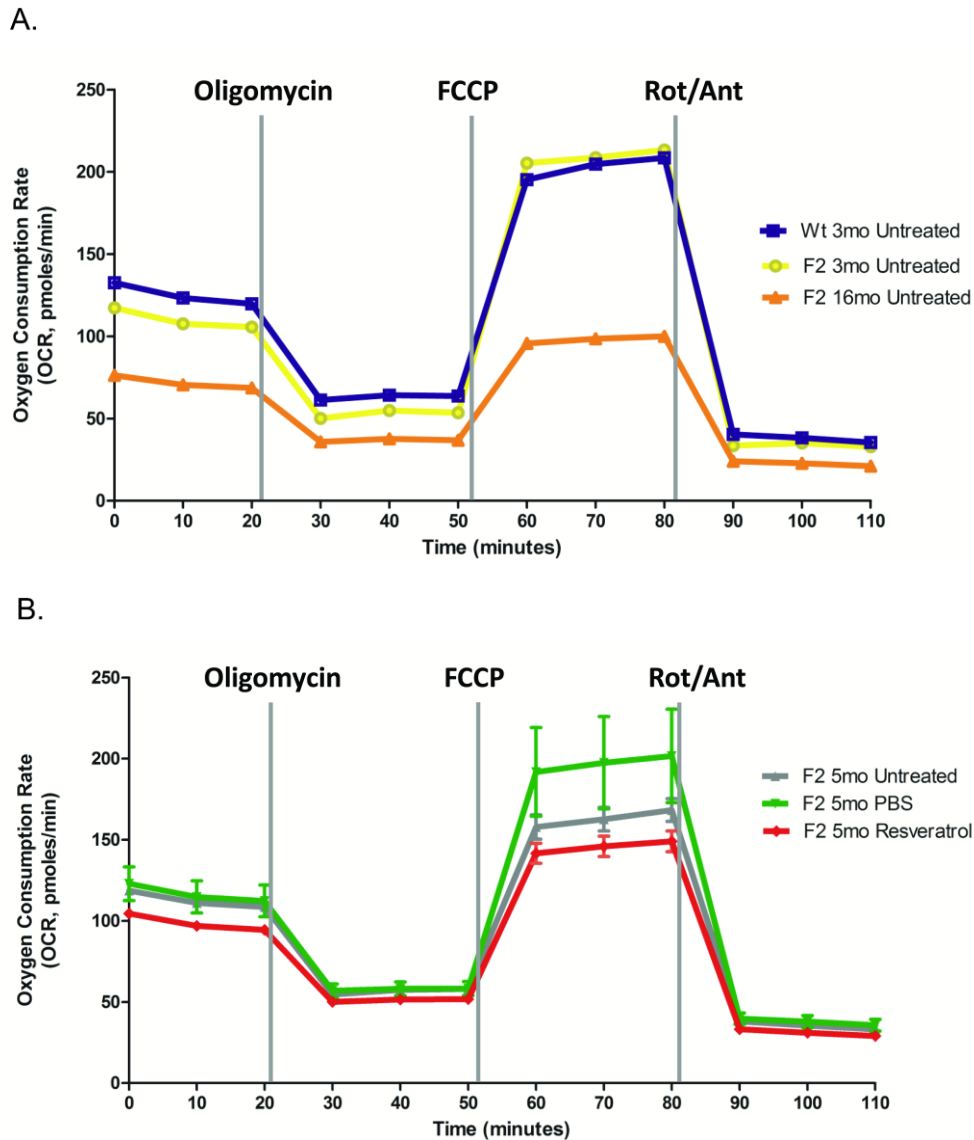 A.
Oligomycin FCCP Rot/Ant
250
200
150
100
50
0
Oxygen Consumption Rate
(OCR, pmoles/min)
Wt 3mo Untreated
F2 3mo Untreated
F2 16mo Untreated
0 10 20 30 40 50 60 70 80 90 100 110
Time (minutes)
B.
Oligomycin FCCP Rot/Ant
250
200
150
100
50
0
Oxygen Consumption Rate
(OCR, pmoles/min)
F2 5mo Untreated
F2 5mo PBS
F2 5mo Resveratrol
0 10 20 30 40 50 60 70 80 90 100 110
Time (minutes)